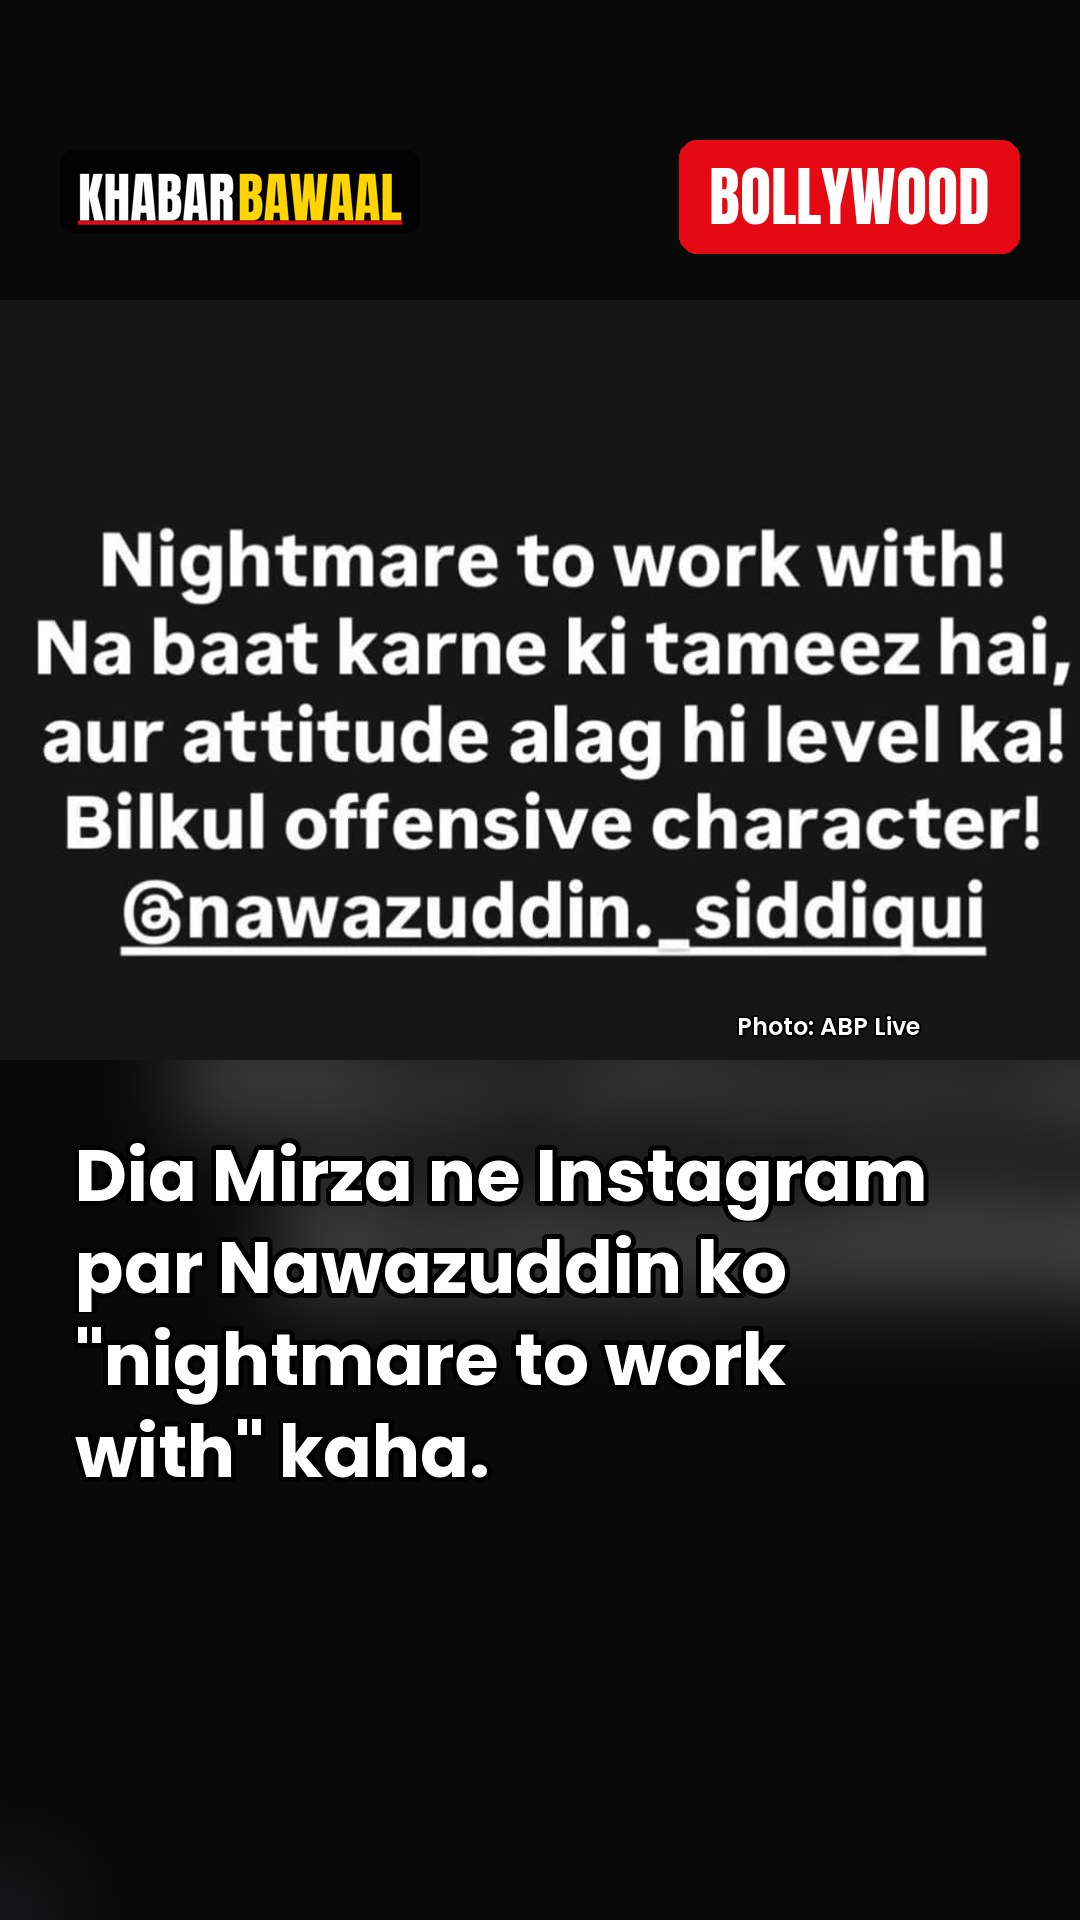 KHABARBAWAAL
BOLLYWOOD
Nightmare to work with!
Na baat karne ki tameez hai,
aur attitude alag hi level ka!
Bilkul offensive character!
@nawazuddin._siddiqui
Photo: ABP Live
Dia Mirza ne Instagram
par Nawazuddin ko
"nightmare to work
with" kaha.